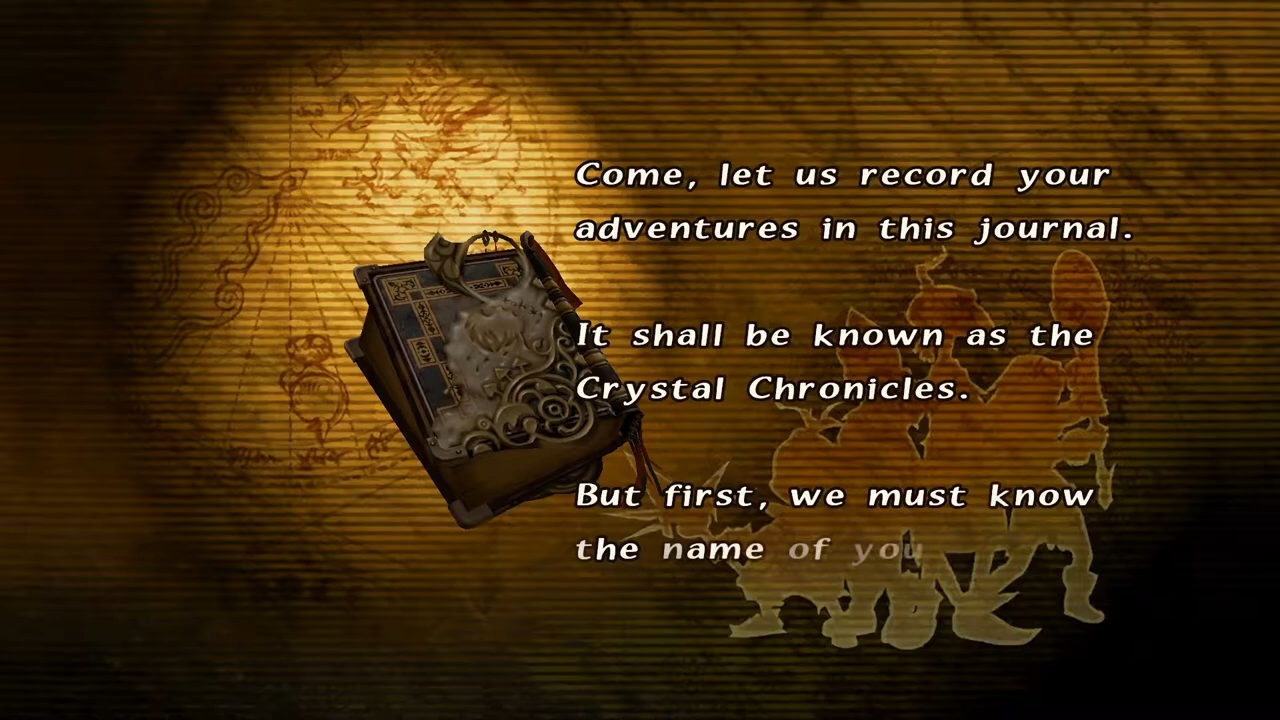 Come, let us record your
adventures in this journal.
It shall be known as the
Crystal Chronicles.
But first, we must know
the name of you